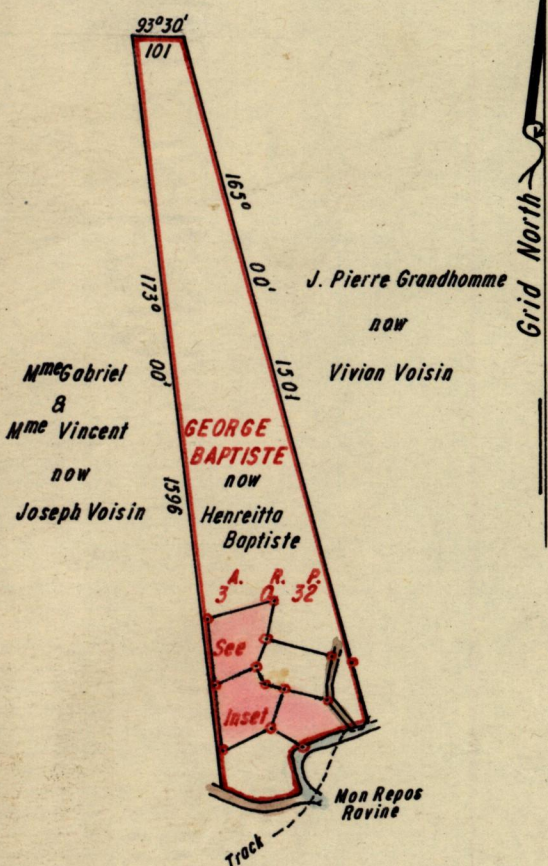 93°30'
101
Grid North
165° 00' 1501
173° 00' 1596
J. Pierre Grandhomme
now
Vivian Voisin
Mme Gabriel
&
Mme Vincent
now
Joseph Voisin
GEORGE
BAPTISTE
now
Henreitta
Baptiste
A. R. P.
3 0 32
See
Inset
Mon Repos
Ravine
Track